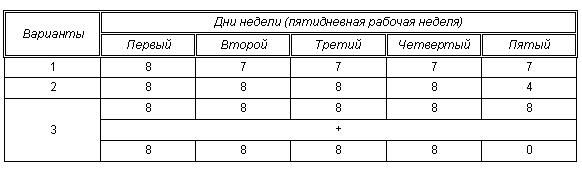 Варианты Дни недели (пятидневная рабочая неделя)
Первый Второй Третий Четвертый Пятый
1 8 7 7 7 7
2 8 8 8 8 4
3 8 8 8 8 8
+
8 8 8 8 0